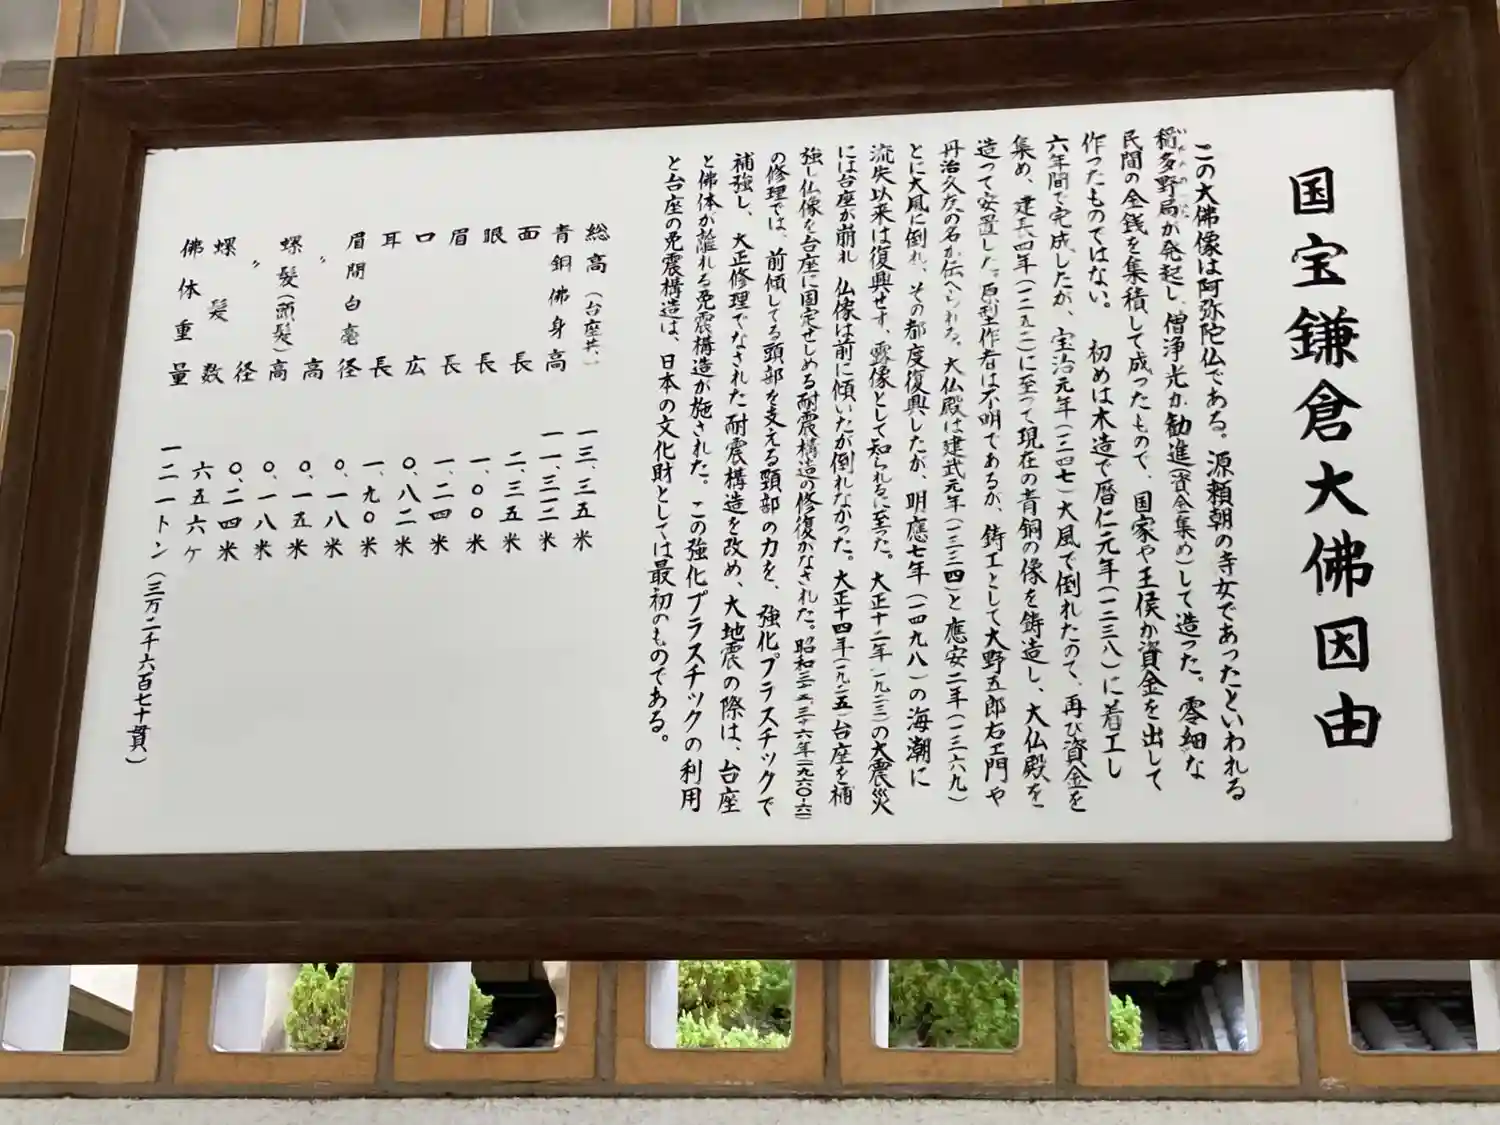 国宝鎌倉大佛因由
この大佛像は阿弥陀仏である。源頼朝の寺女であったといわれる
稲多野局が発起し、僧浄光が勧進(資金集め)して造った。零細な
民間の金銭を集積して成ったもので、国家や王侯が資金を出して
作ったものではない。 初めは木造で暦仁元年(一二三八)に着工し
六年間で完成したが、宝治元年(一二四七)大風で倒れたので、再び資金を
集め、建長四年(一二五二)に至って現在の青銅の像を鋳造し、大仏殿を
造って安置した。原型作者は不明であるが、鋳工として大野五郎右ヱ門や
丹治久友の名が伝へられる。大仏殿は建武元年(一三三四)と應安二年(一三六九)
とに大風に倒れ、その都度復興したが、明應七年(一四九八)の海潮に
流失以来は復興せず、露像として知られるに至った。大正十二年(一九二三)の大震災
には台座が崩れ 仏像は前に傾いたが倒れなかった。大正十四年(一九二五)台座を補
強し仏像を台座に固定せしめる耐震構造の修復がなされた。昭和三五、三十六年(一九六〇-六一)
の修理では、前傾してる頭部を支える頸部の力を、強化プラスチックで
補強し、大正修理でなされた耐震構造を改め、大地震の際は、台座
と佛体が離れる免震構造が施された。この強化プラスチックの利用
と台座の免震構造は、日本の文化財としては最初のものである。
総高(台座共) 一三、三五米
青銅佛身高 一一、三一二米
面長 二、三五米
眼長 一、〇〇米
眉長 一、二四米
口広 〇、八二米
耳長 一、九〇米
眉間白毫径 〇、一八米
〃高 〇、一五米
螺髪(頭髪)高 〇、一八米
〃径 〇、二四米
螺髪数 六五六ケ
佛体重量 一二一トン(三万二千六百七十貫)